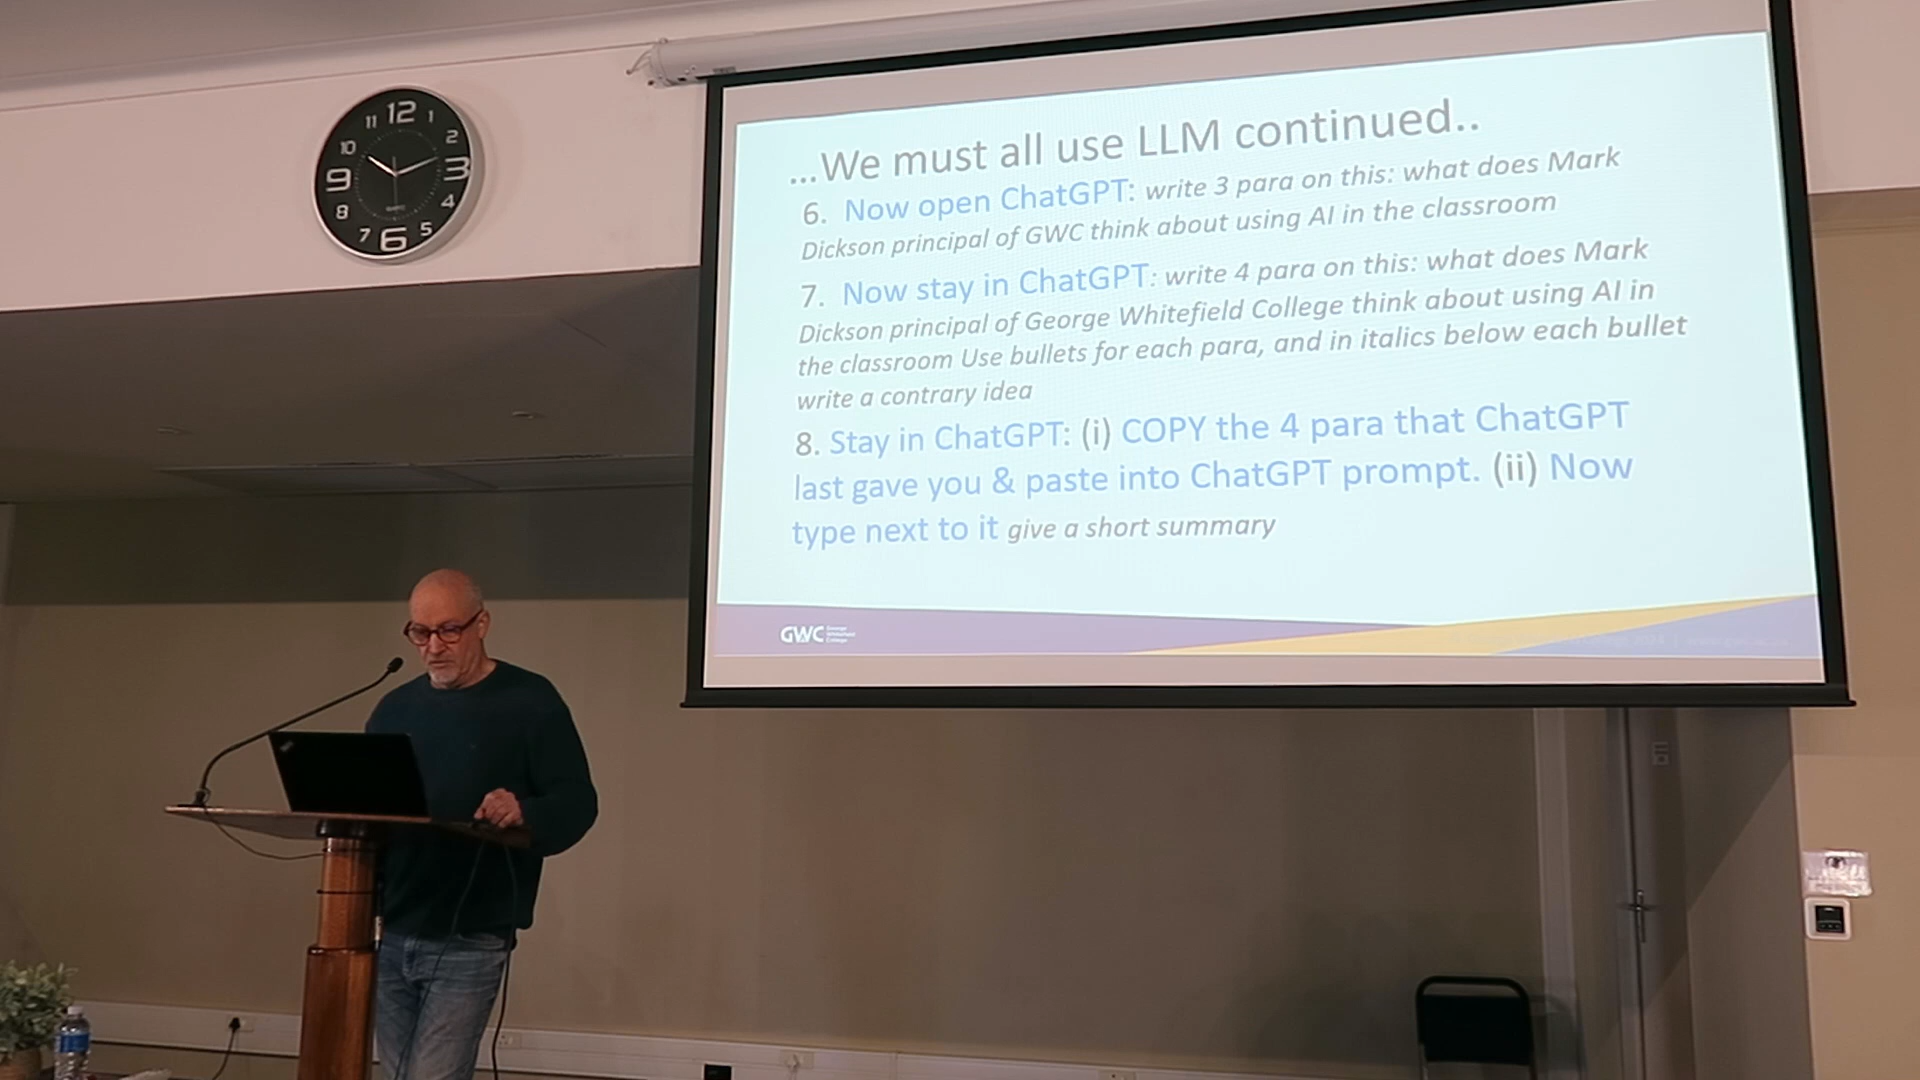 12
11
1
10
2
9
3
8
4
7
5
6
QUARTZ
...We must all use LLM continued..
6. Now open ChatGPT: write 3 para on this: what does Mark
Dickson principal of GWC think about using AI in the classroom
7. Now stay in ChatGPT: write 4 para on this: what does Mark
Dickson principal of George Whitefield College think about using AI in
the classroom Use bullets for each para, and in italics below each bullet
write a contrary idea
8. Stay in ChatGPT: (i) COPY the 4 para that ChatGPT
last gave you & paste into ChatGPT prompt. (ii) Now
type next to it give a short summary
GWC George
Whitefield
College